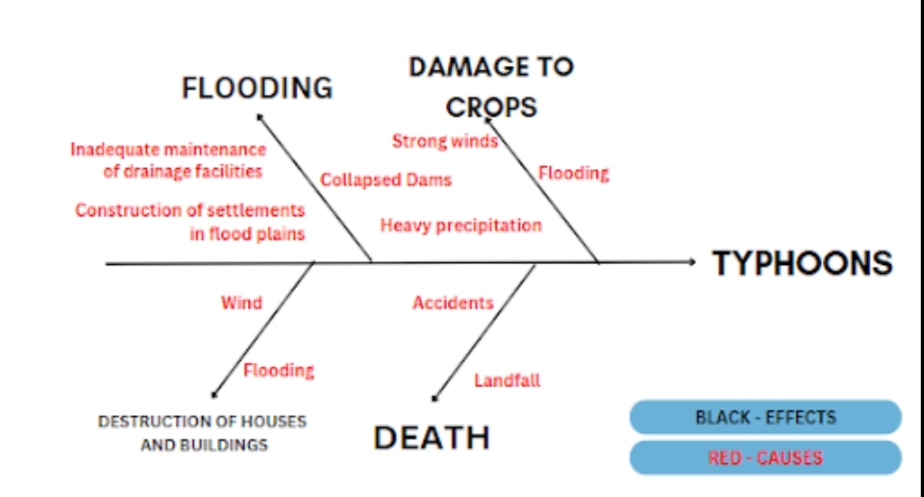 DAMAGE TO
CROPS
FLOODING
Strong winds
Inadequate maintenance
of drainage facilities
Collapsed Dams
Flooding
Construction of settlements
in flood plains
Heavy precipitation
TYPHOONS
Wind
Accidents
Flooding
Landfall
DESTRUCTION OF HOUSES
AND BUILDINGS
DEATH
BLACK - EFFECTS
RED - CAUSES